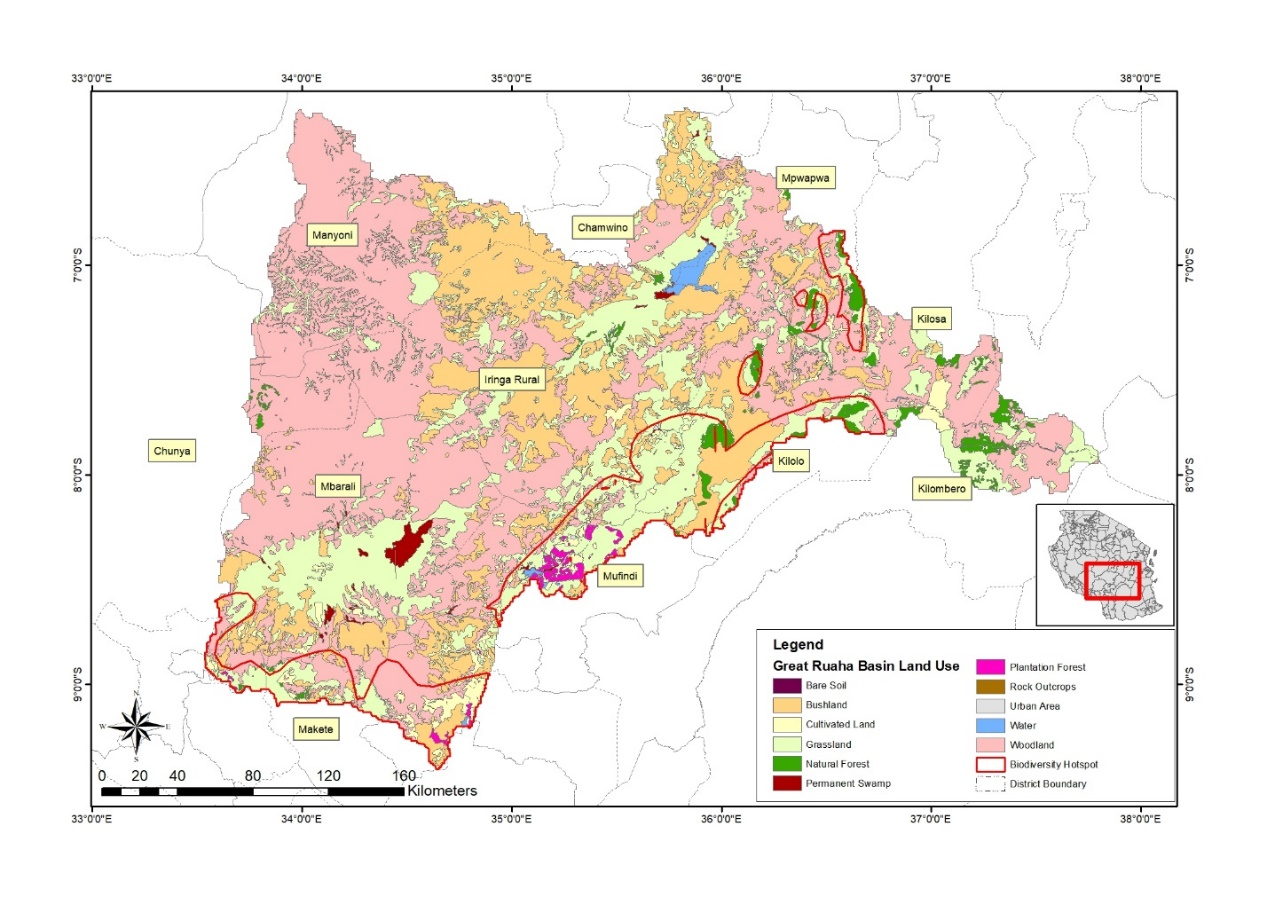 33°0'0"E 34°0'0"E 35°0'0"E 36°0'0"E 37°0'0"E 38°0'0"E
Mpwapwa
Chamwino
Manyoni
7°0'0"S 7°0'0"S
Kilosa
Iringa Rural
Chunya
Kilolo
8°0'0"S 8°0'0"S
Mbarali
Kilombero
Mufindi
Legend
Great Ruaha Basin Land Use
Bare Soil
Bushland
Cultivated Land
Grassland
Natural Forest
Permanent Swamp
Plantation Forest
Rock Outcrops
Urban Area
Water
Woodland
Biodiversity Hotspot
District Boundary
9°0'0"S 9°0'0"S
N
W E
S
Makete
0 20 40 80 120 160
Kilometers
33°0'0"E 34°0'0"E 35°0'0"E 36°0'0"E 37°0'0"E 38°0'0"E